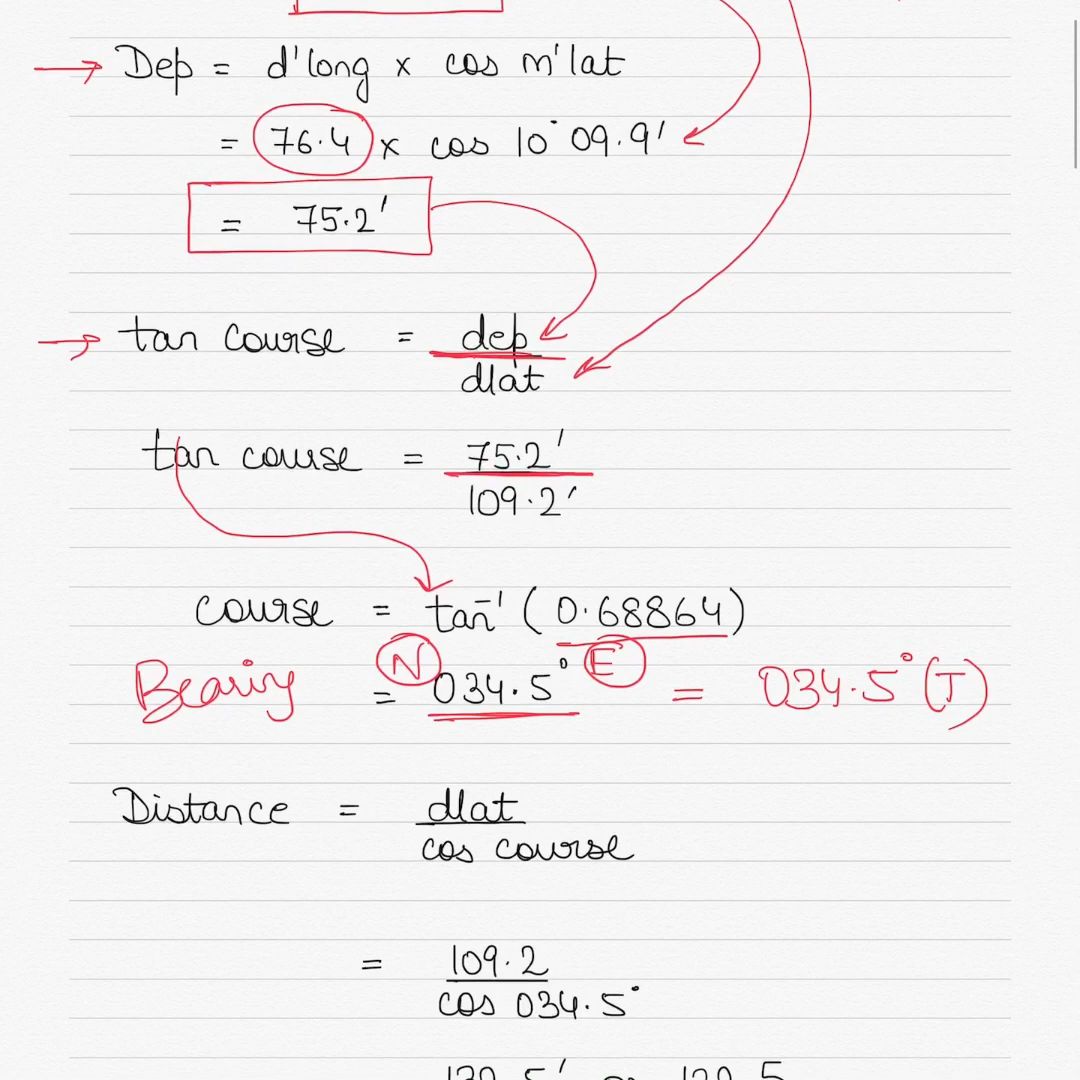 → Dep = d'long x cos m'lat
= 76.4 x cos 10° 09.9'
= 75.2'
→ tan course = dep
dlat
tan course = 75.2'
109.2'
course = tan⁻¹ (0.68864)
Bearing = N 034.5° E = 034.5° (T)
Distance = dlat
cos course
= 109.2
cos 034.5°